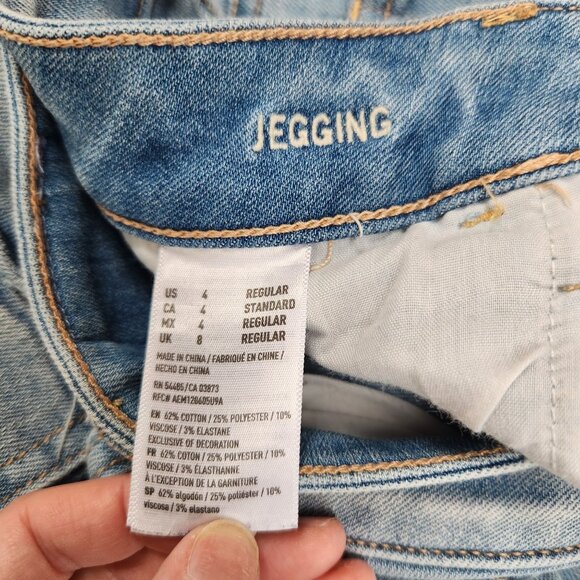 JEGGING
US 4 REGULAR
CA 4 STANDARD
MX 4 REGULAR
UK 8 REGULAR
MADE IN CHINA / FABRIQUÉ EN CHINE /
HECHO EN CHINA
RN 54485/CA 03873
RFC# AEM120605U9A
EN 62% COTTON / 25% POLYESTER / 10%
VISCOSE / 3% ELASTANE
EXCLUSIVE OF DECORATION
FR 62% COTON / 25% POLYESTER / 10%
VISCOSE / 3% ÉLASTHANNE
À L'EXCEPTION DE LA GARNITURE
SP 62% algodón / 25% poliéster / 10%
viscosa / 3% elastano